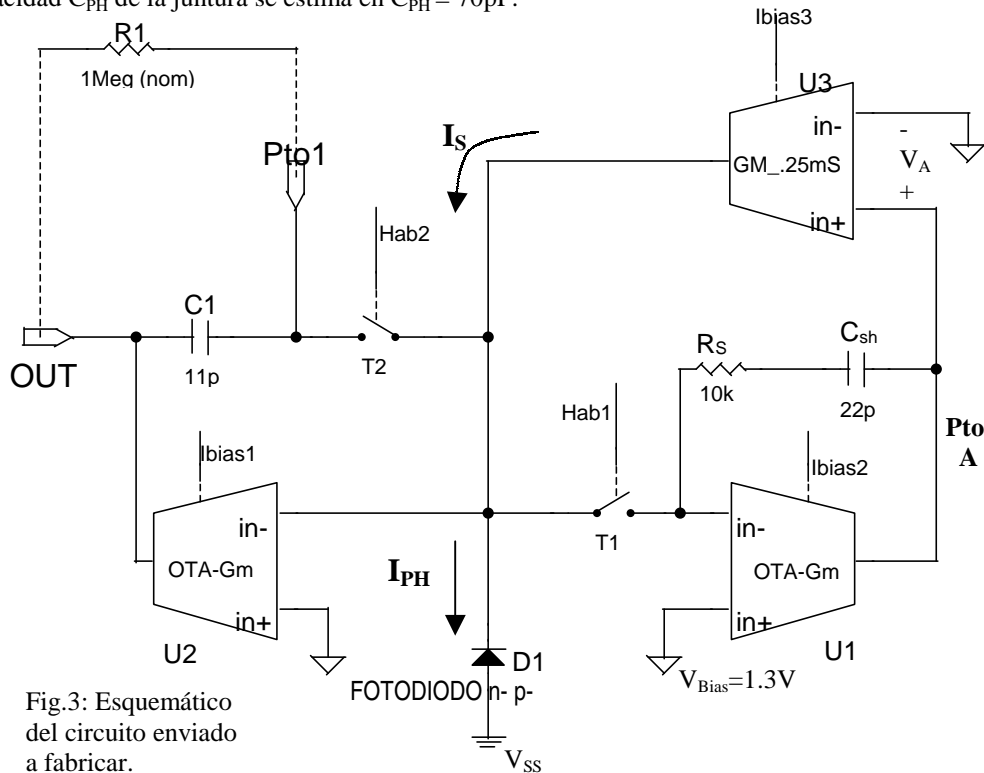 acidad C_PH de la juntura se estima en C_PH = 70pF.
Ibias3
R1
1Meg (nom)
U3
in-
-
I_S
Pto1
GM_.25mS
V_A
+
in+
Hab2
C1
R_S
C_sh
T2
OUT
11p
10k
22p
Hab1
Pto
A
Ibias1
Ibias2
in-
in-
T1
OTA-Gm
I_PH
OTA-Gm
in+
in+
U2
D1
U1
FOTODIODO n- p-
V_Bias=1.3V
Fig.3: Esquemático
del circuito enviado
a fabricar.
V_SS